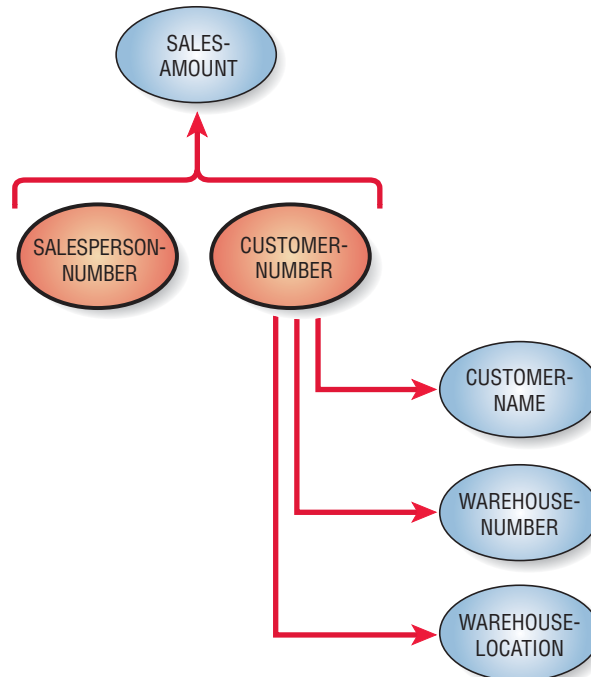 SALES-
AMOUNT
SALESPERSON-
NUMBER
CUSTOMER-
NUMBER
CUSTOMER-
NAME
WAREHOUSE-
NUMBER
WAREHOUSE-
LOCATION